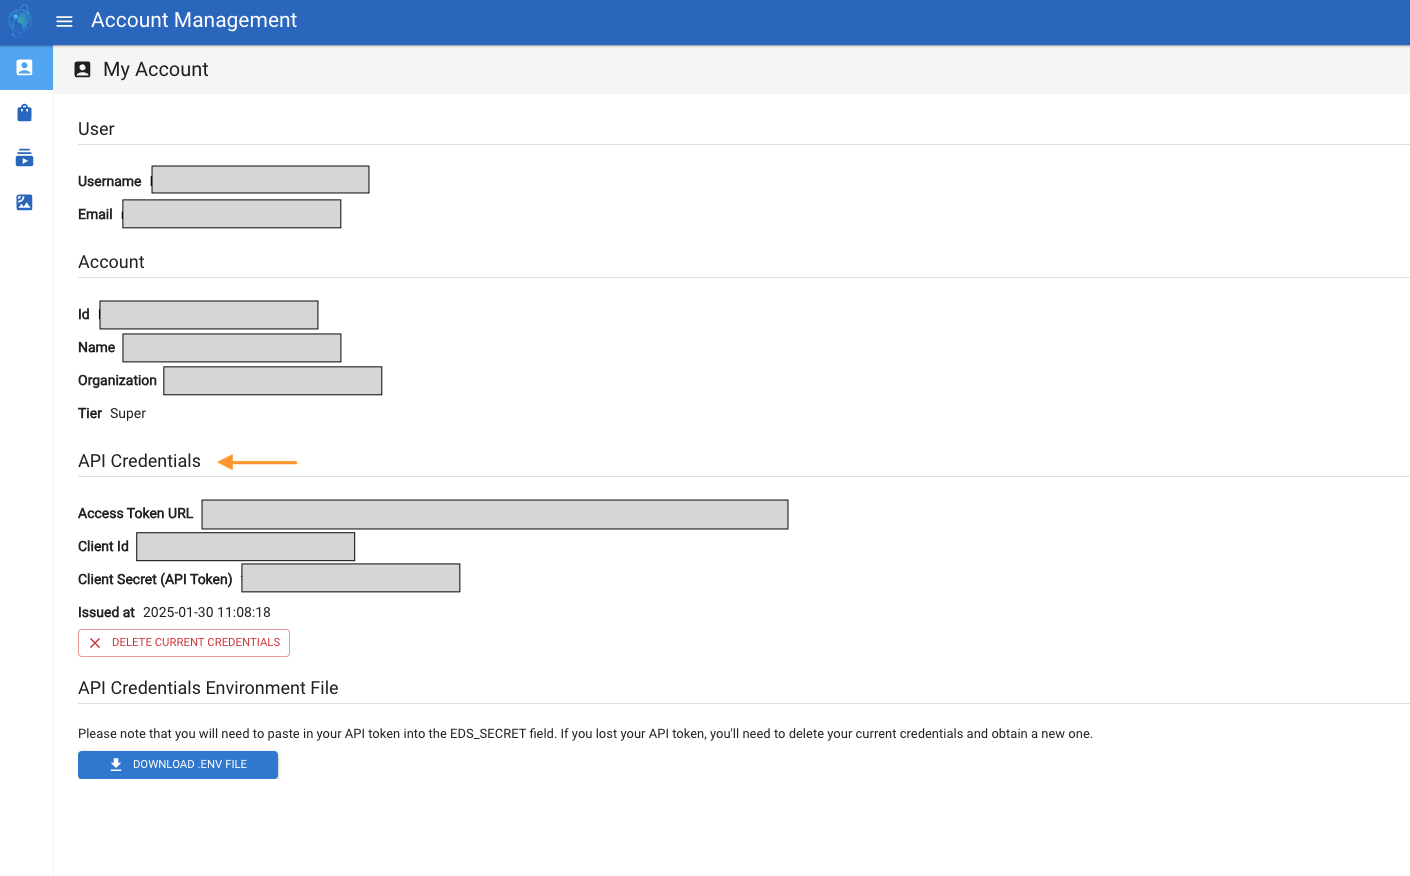 Account Management
My Account
User
Username
Email
Account
Id
Name
Organization
Tier Super
API Credentials
Access Token URL
Client Id
Client Secret (API Token)
Issued at 2025-01-30 11:08:18
DELETE CURRENT CREDENTIALS
API Credentials Environment File
Please note that you will need to paste in your API token into the EDS_SECRET field. If you lost your API token, you'll need to delete your current credentials and obtain a new one.
DOWNLOAD .ENV FILE